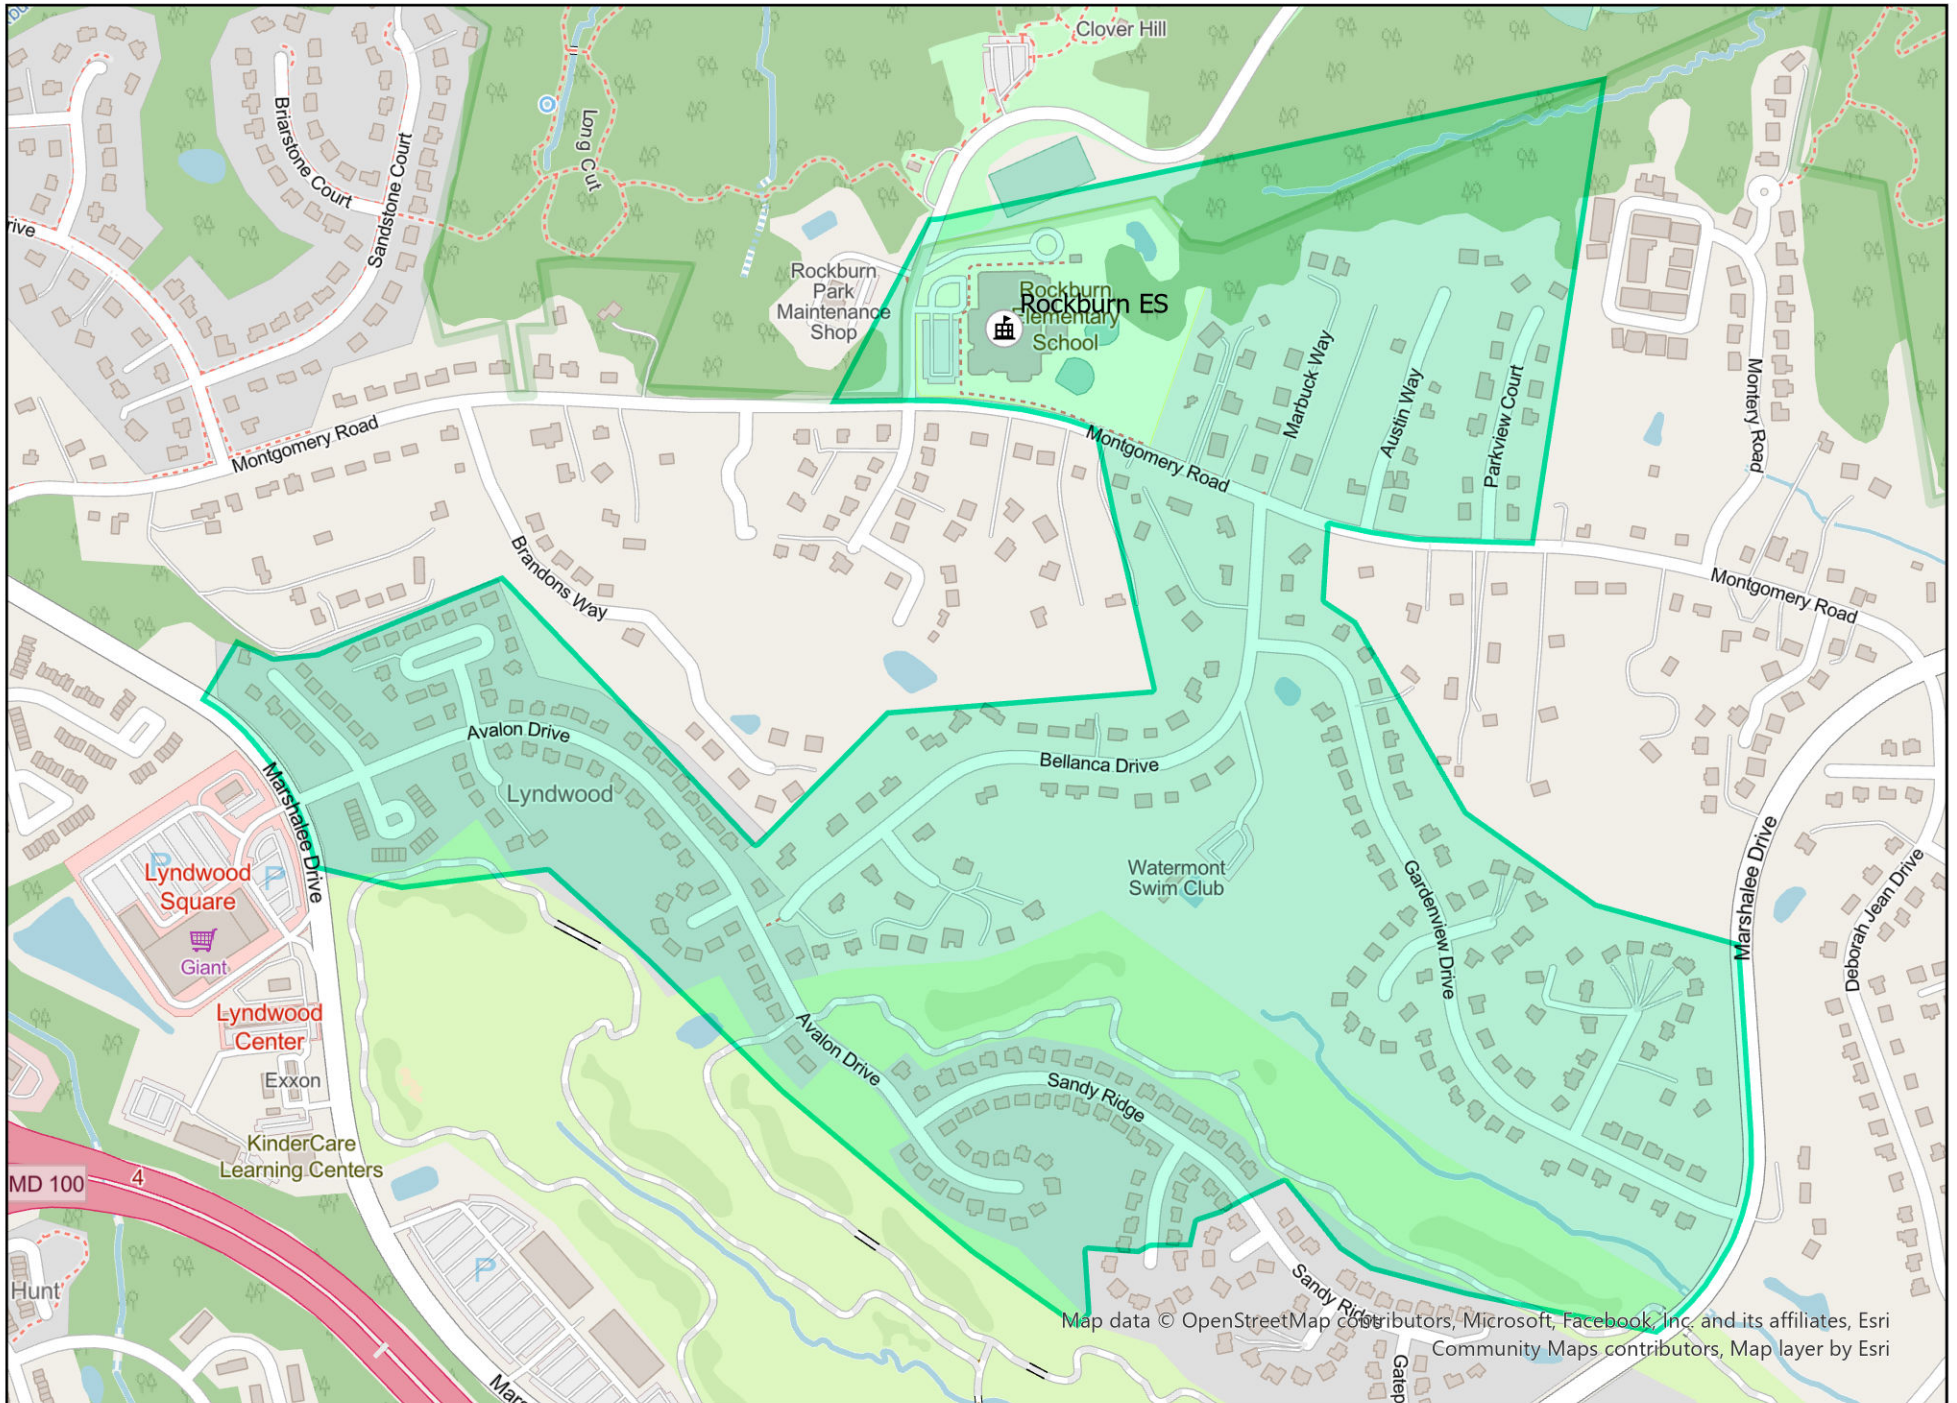 Clover Hill
Briarstone Court
Sandstone Court
Long Cut
rive
Rockburn
Park
Maintenance
Shop
Rockburn
Elementary
School
Rockburn ES
Marbuck Way
Austin Way
Parkview Court
Montery Road
Montgomery Road
Montgomery Road
Montgomery Road
Brandons Way
Avalon Drive
Lyndwood
Bellanca Drive
Marshalee Drive
Watermont
Swim Club
Gardenview Drive
Marshalee Drive
Deborah Jean Drive
P
P
Lyndwood
Square
Giant
Lyndwood
Center
Exxon
KinderCare
Learning Centers
Avalon Drive
Sandy Ridge
MD 100
4
P
Hunt
Sandy Ridge
Gatep
Mars
Map data © OpenStreetMap contributors, Microsoft, Facebook, Inc. and its affiliates, Esri
Community Maps contributors, Map layer by Esri